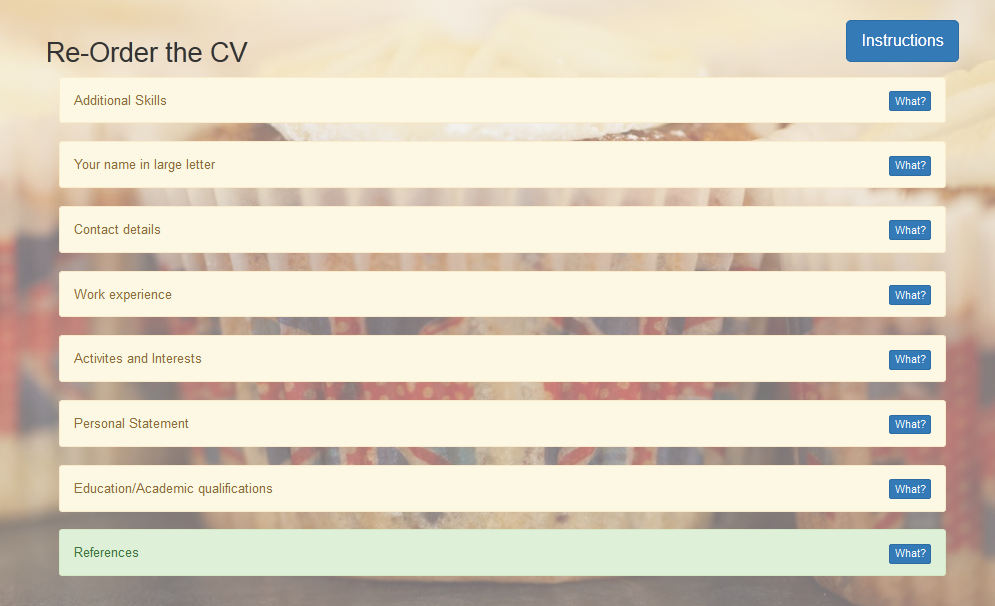 Re-Order the CV
Instructions
Additional Skills
What?
Your name in large letter
What?
Contact details
What?
Work experience
What?
Activites and Interests
What?
Personal Statement
What?
Education/Academic qualifications
What?
References
What?